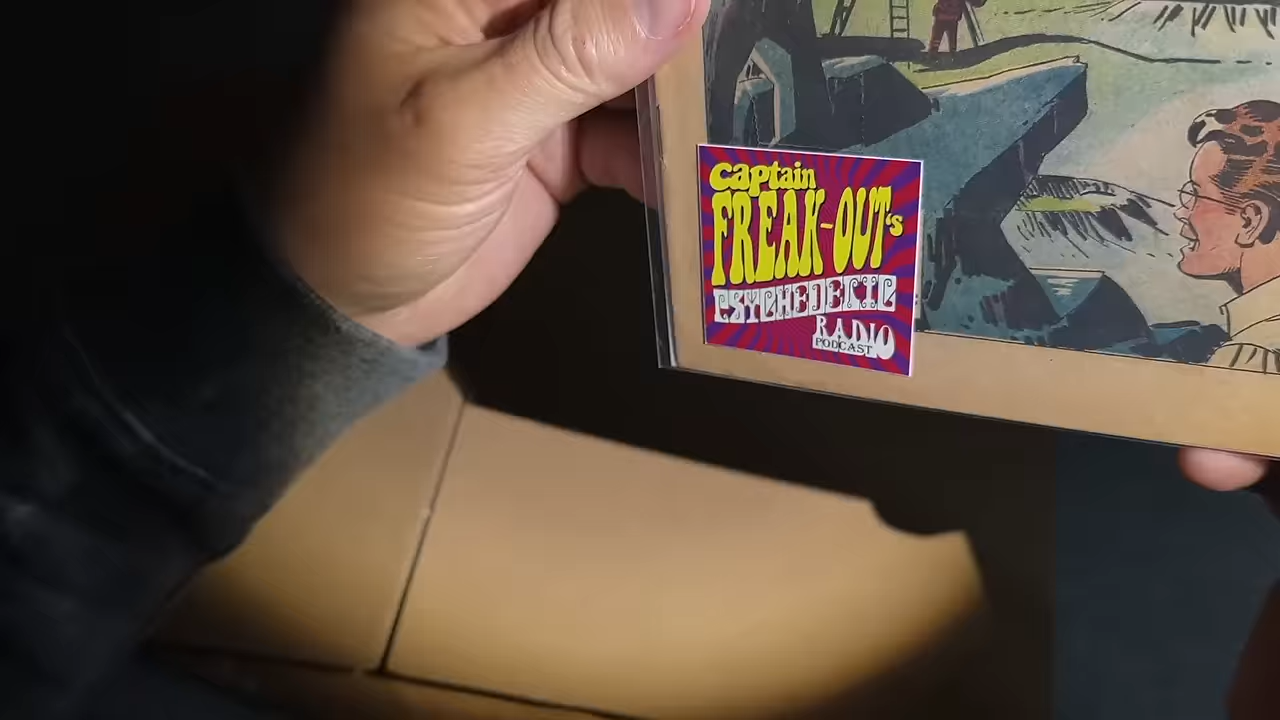 Captain
FREAK-OUT's
PSYCHEDELIC
RADIO
PODCAST